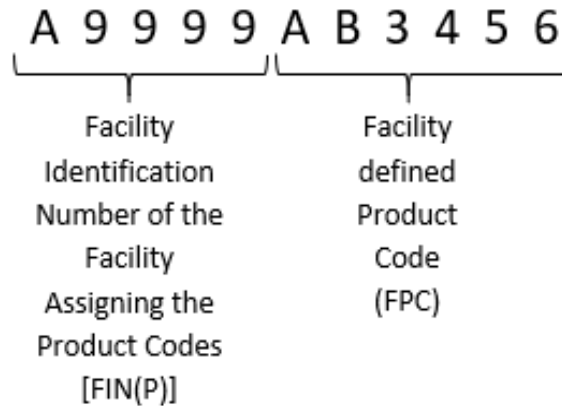 A 9 9 9 9 A B 3 4 5 6
Facility
Identification
Number of the
Facility
Assigning the
Product Codes
[FIN(P)]
Facility
defined
Product
Code
(FPC)